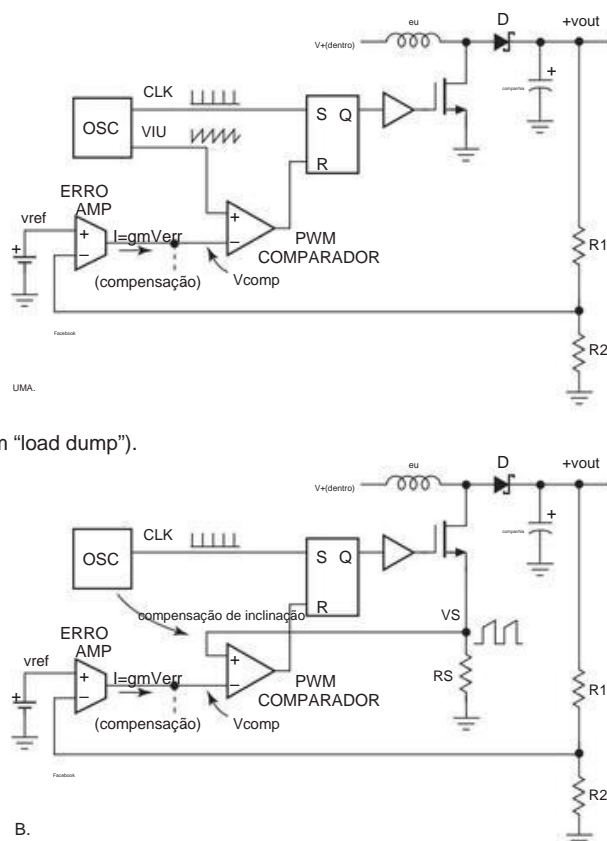 eu
D
+vout
V+(dentro)
+
companhia
CLK
OSC
VIU
S Q
R
ERRO
AMP
vref
I=gmVerr
+
+
−
+
−
PWM
COMPARADOR
(compensação)
Vcomp
R1
Facebook
R2
UMA.
m “load dump”).
eu
D
+vout
V+(dentro)
+
companhia
CLK
OSC
S Q
R
compensação de inclinação
VS
ERRO
AMP
vref
I=gmVerr
+
+
−
+
−
RS
PWM
COMPARADOR
(compensação)
Vcomp
R1
Facebook
R2
B.